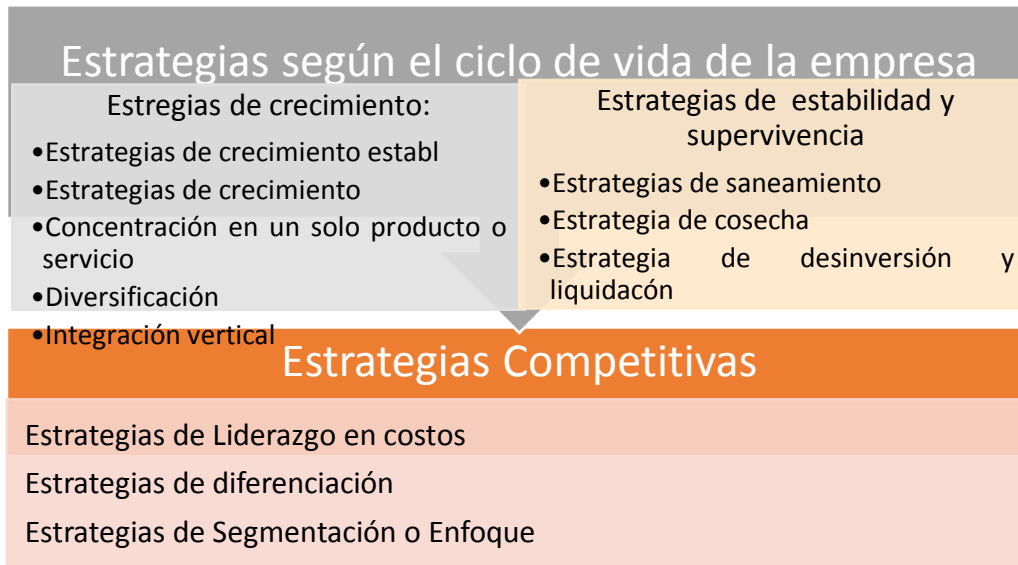 Estrategias según el ciclo de vida de la empresa
Estregias de crecimiento:
•Estrategias de crecimiento establ
•Estrategias de crecimiento
•Concentración en un solo producto o
servicio
•Diversificación
•Integración vertical
Estrategias de estabilidad y
supervivencia
•Estrategias de saneamiento
•Estrategia de cosecha
•Estrategia de desinversión y
liquidacón
Estrategias Competitivas
Estrategias de Liderazgo en costos
Estrategias de diferenciación
Estrategias de Segmentación o Enfoque